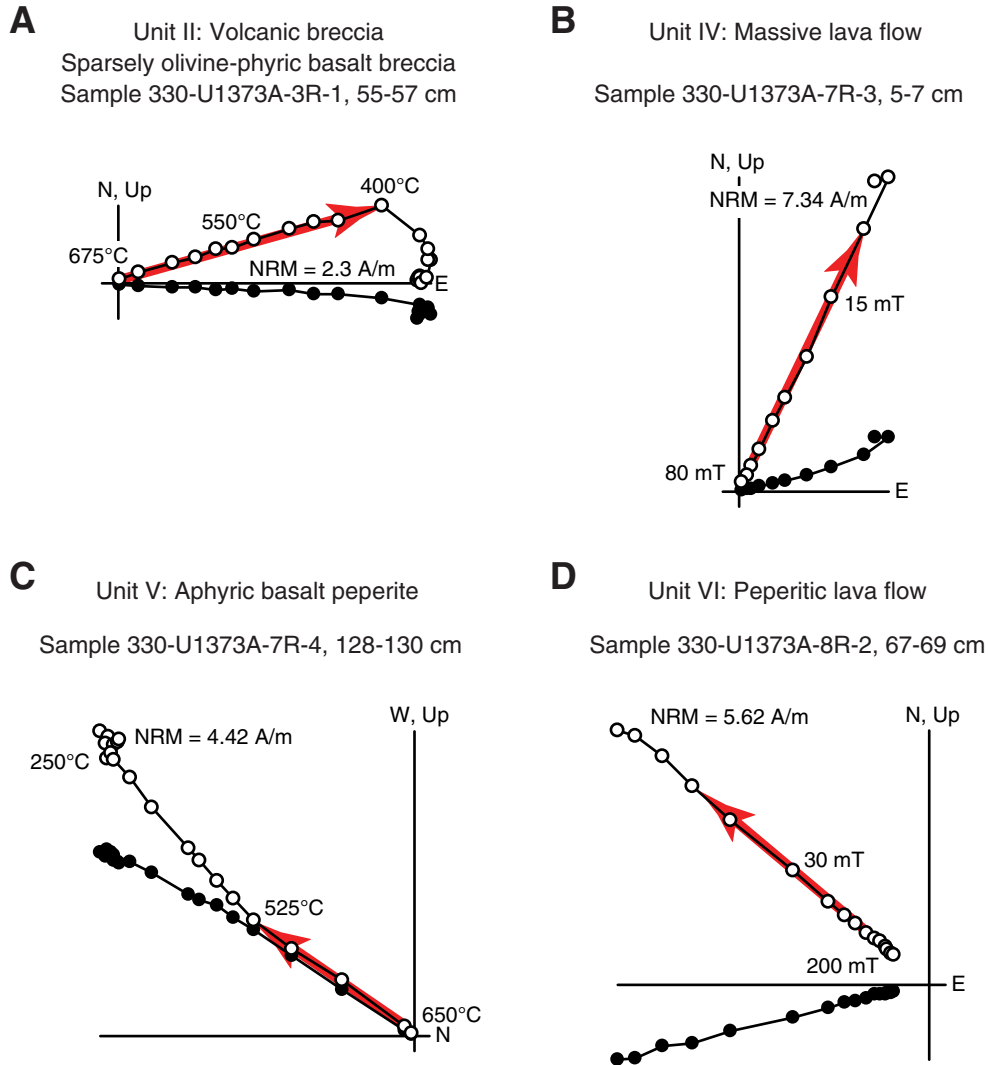 A
Unit II: Volcanic breccia
Sparsely olivine-phyric basalt breccia
Sample 330-U1373A-3R-1, 55-57 cm
N, Up
400°C
550°C
675°C
NRM = 2.3 A/m
E
B
Unit IV: Massive lava flow
Sample 330-U1373A-7R-3, 5-7 cm
N, Up
NRM = 7.34 A/m
15 mT
80 mT
E
C
Unit V: Aphyric basalt peperite
Sample 330-U1373A-7R-4, 128-130 cm
W, Up
NRM = 4.42 A/m
250°C
525°C
650°C
N
D
Unit VI: Peperitic lava flow
Sample 330-U1373A-8R-2, 67-69 cm
NRM = 5.62 A/m
N, Up
30 mT
200 mT
E